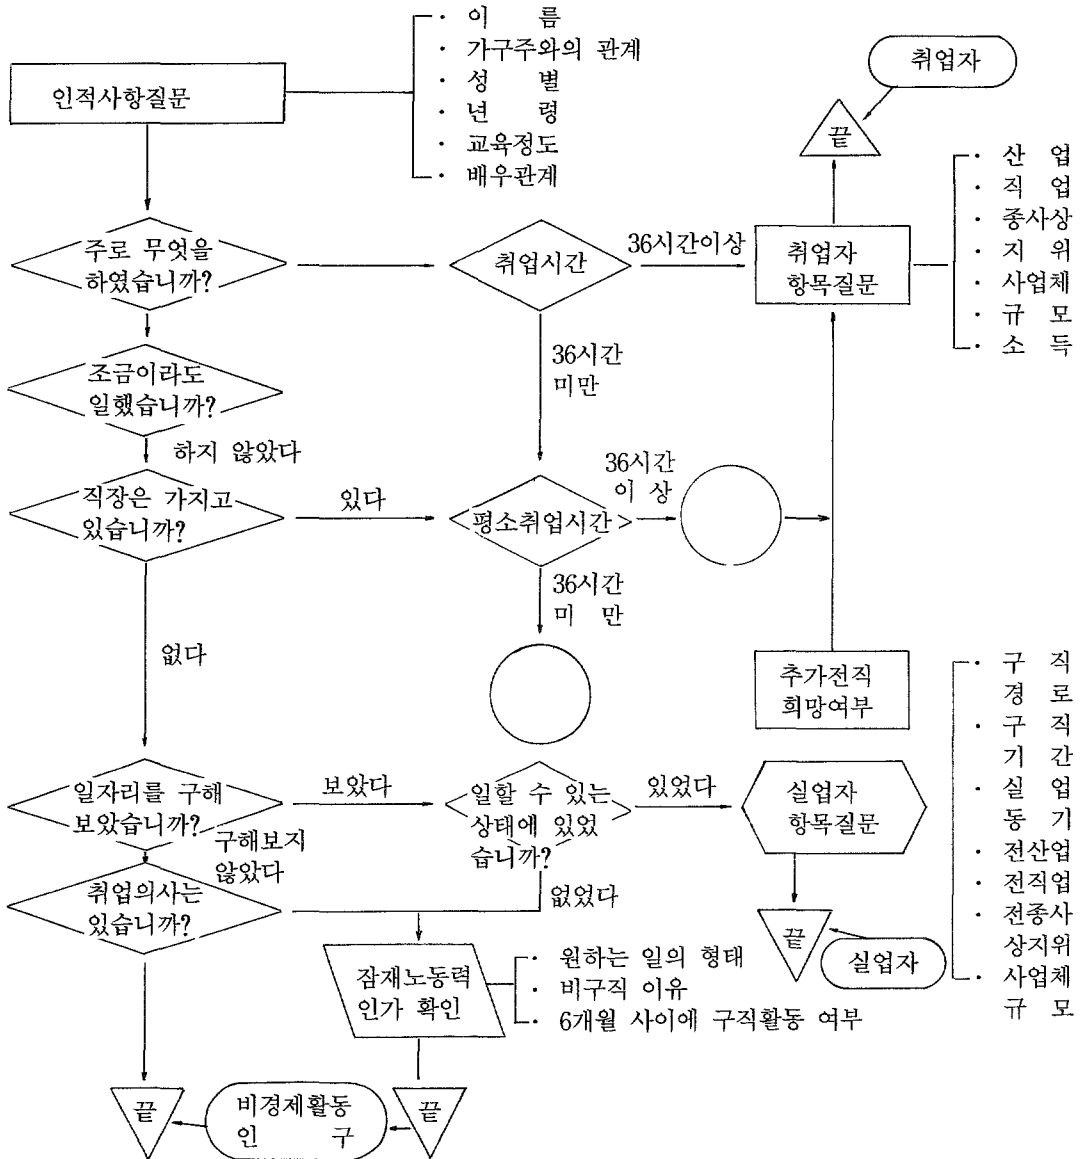 인적사항질문
· 이 름
· 가구주와의 관계
· 성 별
· 년 령
· 교육정도
· 배우관계
취업자
끝
주로 무엇을
하였습니까?
취업시간
36시간이상
취업자
항목질문
· 산 업
· 직 업
· 종사상
· 지 위
· 사업체
· 규 모
· 소 득
36시간
미만
조금이라도
일했습니까?
하지 않았다
직장은 가지고
있습니까?
있다
평소취업시간 >
36시간
이 상
36시간
미 만
없다
추가전직
희망여부
일자리를 구해
보았습니까?
보았다
일할 수 있는
상태에 있었
습니까?
있었다
실업자
항목질문
· 구 직
경 로
· 구 직
기 간
· 실 업
동 기
· 전산업
· 전직업
· 전종사
상지위
· 사업체
규 모
구해보지
않았다
취업의사는
있습니까?
없었다
끝
실업자
잠재노동력
인가 확인
· 원하는 일의 형태
· 비구직 이유
· 6개월 사이에 구직활동 여부
끝
비경제활동
인 구
끝